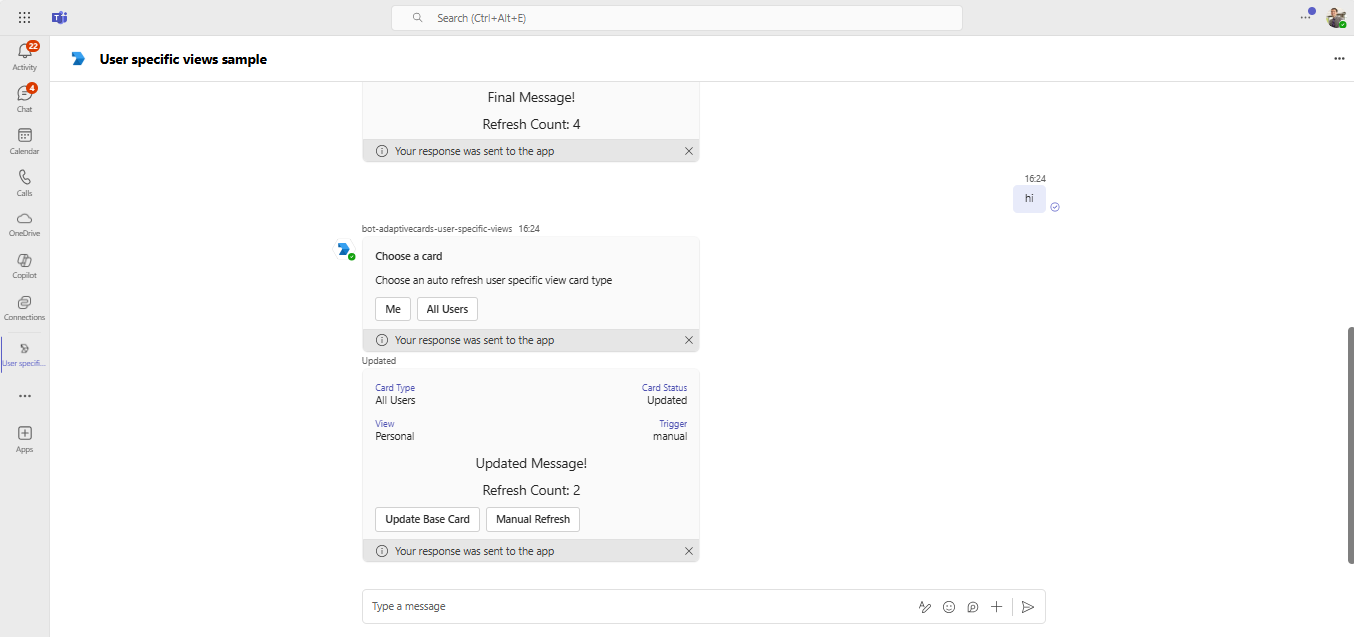 Search (Ctrl+Alt+E)
22
Activity
4
Chat
Calendar
Calls
OneDrive
Copilot
Connections
User specifi...
Apps
User specific views sample
Final Message!
Refresh Count: 4
Your response was sent to the app
16:24
hi
bot-adaptivecards-user-specific-views 16:24
Choose a card
Choose an auto refresh user specific view card type
Me All Users
Your response was sent to the app
Updated
Card Type Card Status
All Users Updated
View Trigger
Personal manual
Updated Message!
Refresh Count: 2
Update Base Card Manual Refresh
Your response was sent to the app
Type a message